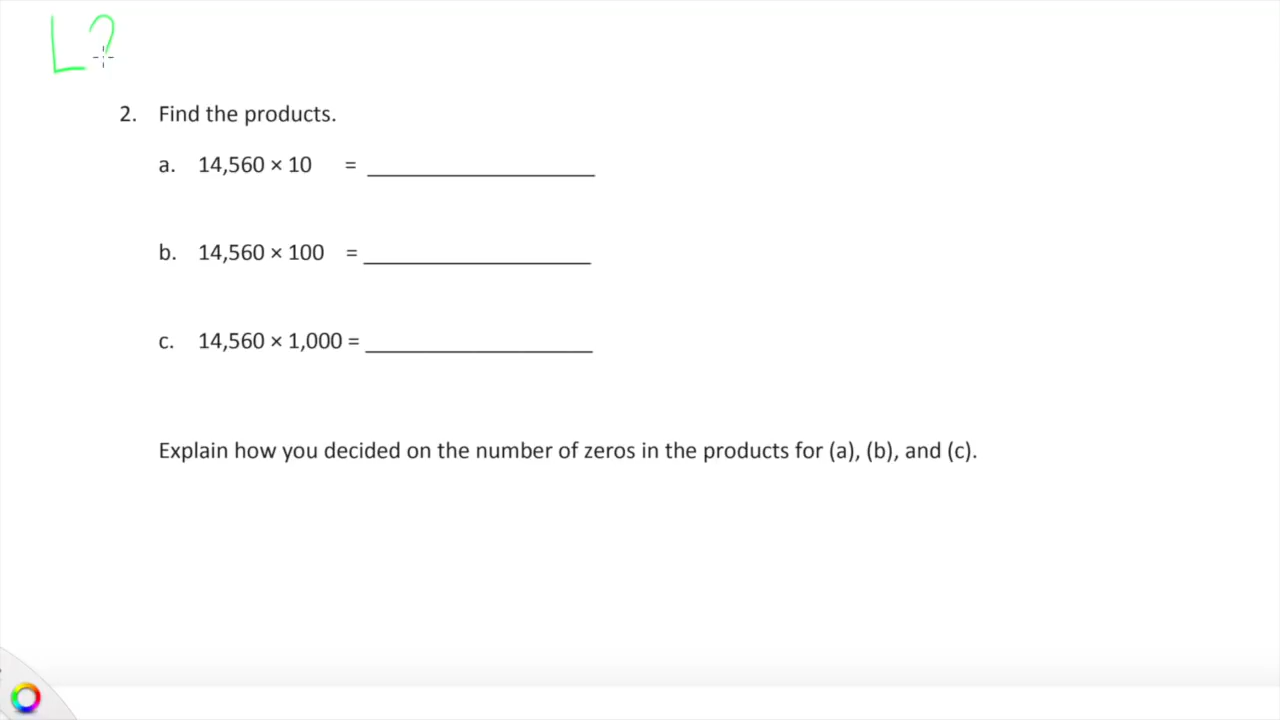 L2
2. Find the products.
a. 14,560 × 10 = ____________________
b. 14,560 × 100 = ____________________
c. 14,560 × 1,000 = ____________________
Explain how you decided on the number of zeros in the products for (a), (b), and (c).